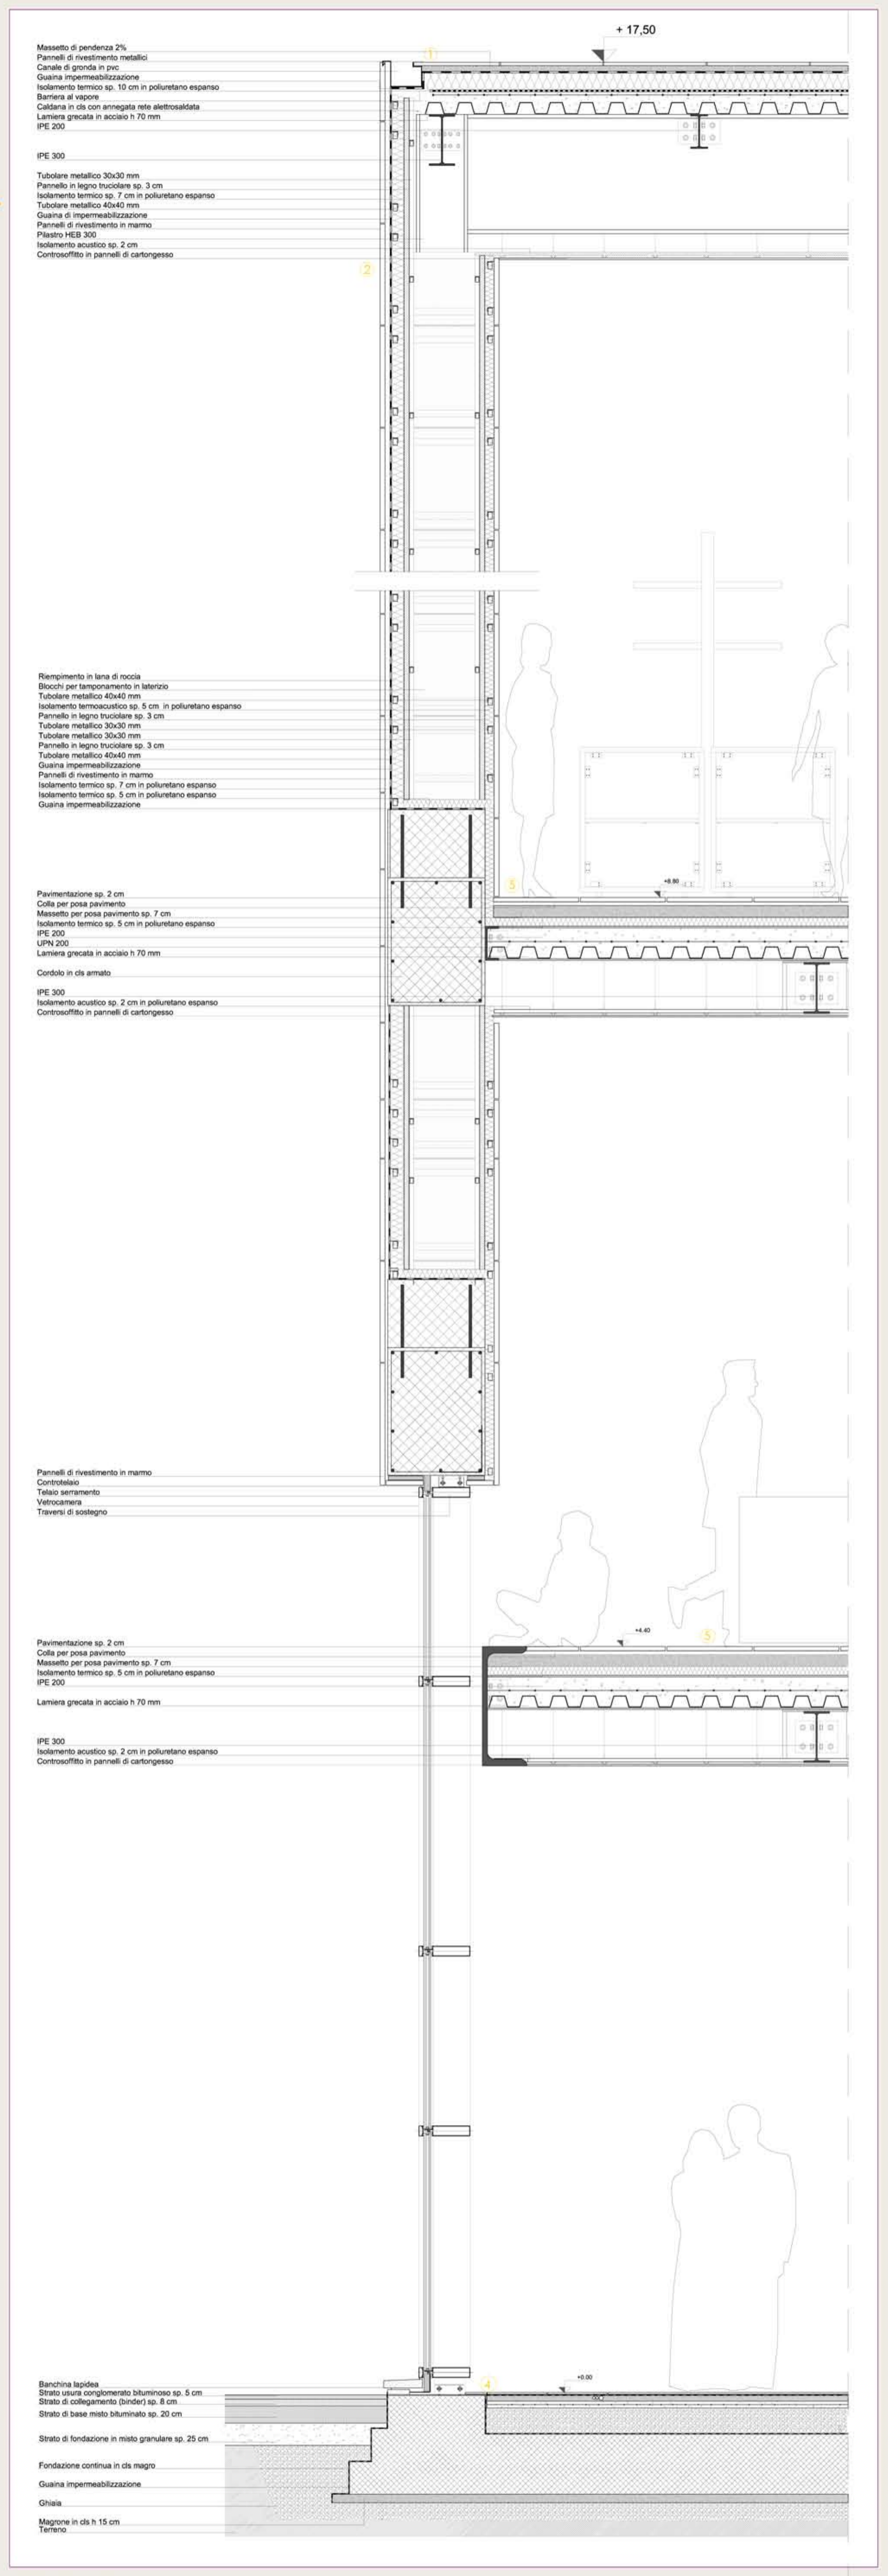 + 17,50
1
Massetto di pendenza 2%
Pannelli di rivestimento metallici
Canale di gronda in pvc
Guaina impermeabilizzazione
Isolamento termico sp. 10 cm in poliuretano espanso
Barriera al vapore
Caldana in cls con annegata rete alettrosaldata
Lamiera grecata in acciaio h 70 mm
IPE 200
IPE 300
Tubolare metallico 30x30 mm
Pannello in legno truciolare sp. 3 cm
Isolamento termico sp. 7 cm in poliuretano espanso
Tubolare metallico 40x40 mm
Guaina di impermeabilizzazione
Pannelli di rivestimento in marmo
Pilastro HEB 300
Isolamento acustico sp. 2 cm
Controsoffitto in pannelli di cartongesso
2
Riempimento in lana di roccia
Blocchi per tamponamento in laterizio
Tubolare metallico 40x40 mm
Isolamento termoacustico sp. 5 cm in poliuretano espanso
Pannello in legno truciolare sp. 3 cm
Tubolare metallico 30x30 mm
Tubolare metallico 30x30 mm
Pannello in legno truciolare sp. 3 cm
Tubolare metallico 40x40 mm
Guaina impermeabilizzazione
Pannelli di rivestimento in marmo
Isolamento termico sp. 7 cm in poliuretano espanso
Isolamento termico sp. 5 cm in poliuretano espanso
Guaina impermeabilizzazione
3
+8.80
Pavimentazione sp. 2 cm
Colla per posa pavimento
Massetto per posa pavimento sp. 7 cm
Isolamento termico sp. 5 cm in poliuretano espanso
IPE 200
UPN 200
Lamiera grecata in acciaio h 70 mm
Cordolo in cls armato
IPE 300
Isolamento acustico sp. 2 cm in poliuretano espanso
Controsoffitto in pannelli di cartongesso
Pannelli di rivestimento in marmo
Controtelaio
Telaio serramento
Vetrocamera
Traversi di sostegno
+4.40
5
Pavimentazione sp. 2 cm
Colla per posa pavimento
Massetto per posa pavimento sp. 7 cm
Isolamento termico sp. 5 cm in poliuretano espanso
IPE 200
Lamiera grecata in acciaio h 70 mm
IPE 300
Isolamento acustico sp. 2 cm in poliuretano espanso
Controsoffitto in pannelli di cartongesso
4
+0.00
Banchina lapidea
Strato usura conglomerato bituminoso sp. 5 cm
Strato di collegamento (binder) sp. 8 cm
Strato di base misto bituminato sp. 20 cm
Strato di fondazione in misto granulare sp. 25 cm
Fondazione continua in cls magro
Guaina impermeabilizzazione
Ghiaia
Magrone in cls h 15 cm
Terreno